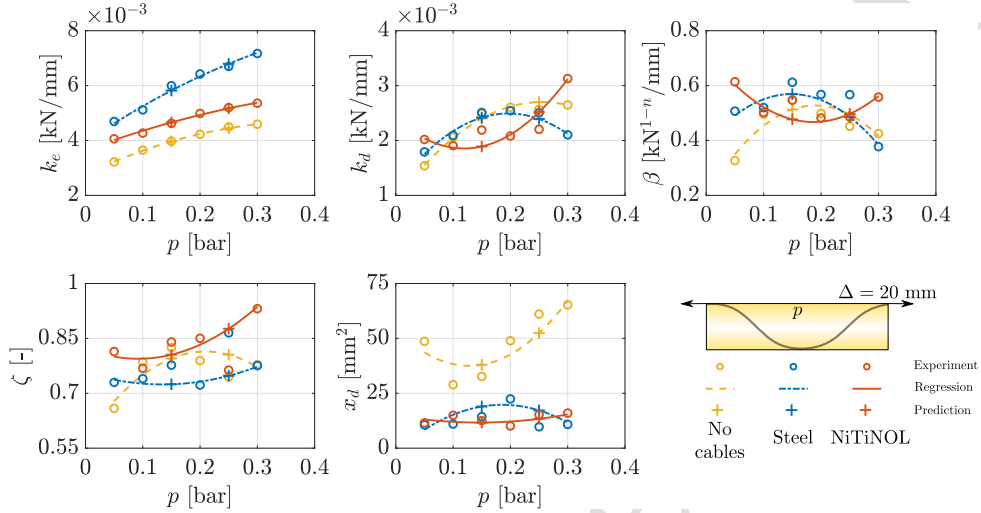 ×10⁻³
8
6
4
2
k_e [kN/mm]
0 0.1 0.2 0.3 0.4
p [bar]
×10⁻³
4
3
2
1
k_d [kN/mm]
0 0.1 0.2 0.3 0.4
p [bar]
0.8
0.6
0.4
0.2
β [kN¹⁻ⁿ/mm]
0 0.1 0.2 0.3 0.4
p [bar]
1
0.85
0.7
0.55
ζ [-]
0 0.1 0.2 0.3 0.4
p [bar]
75
50
25
0
x_d [mm²]
0 0.1 0.2 0.3 0.4
p [bar]
Δ = 20 mm
p
Experiment
Regression
Prediction
No cables
Steel
NiTiNOL